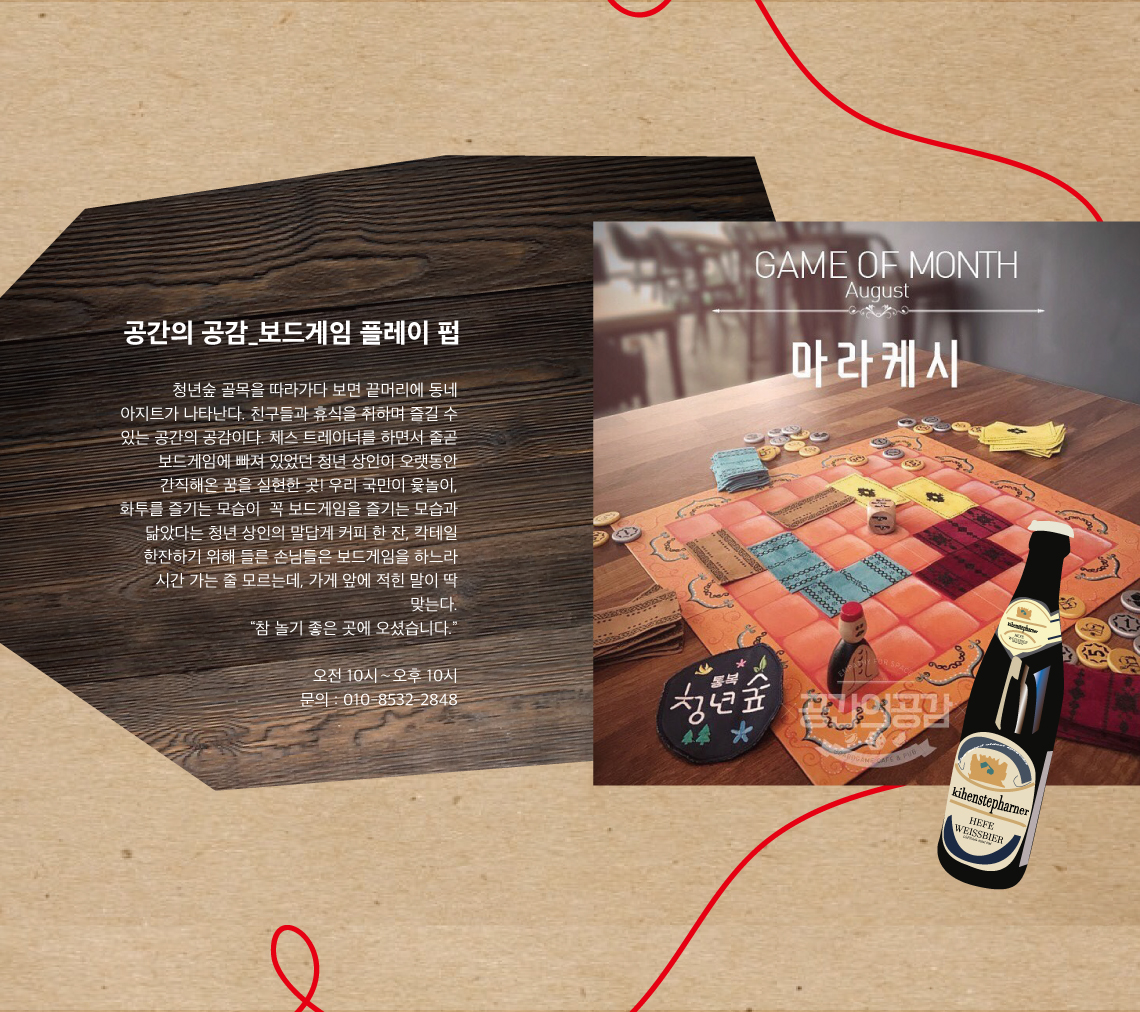 공간의 공감_보드게임 플레이 펍
청년숲 골목을 따라가다 보면 끝머리에 동네
아지트가 나타난다. 친구들과 휴식을 취하며 즐길 수
있는 공간의 공감이다. 체스 트레이너를 하면서 줄곧
보드게임에 빠져 있었던 청년 상인이 오랫동안
간직해온 꿈을 실현한 곳! 우리 국민이 윷놀이,
화투를 즐기는 모습이 꼭 보드게임을 즐기는 모습과
닮았다는 청년 상인의 말답게 커피 한 잔, 칵테일
한잔하기 위해 들른 손님들은 보드게임을 하느라
시간 가는 줄 모르는데, 가게 앞에 적힌 말이 딱
맞는다.
“참 놀기 좋은 곳에 오셨습니다.”
오전 10시~오후 10시
문의 : 010-8532-2848
GAME OF MONTH
August
마라케시
통복
청년숲
공간의공감
kihenstepharner
HEFE
WEISSBIER